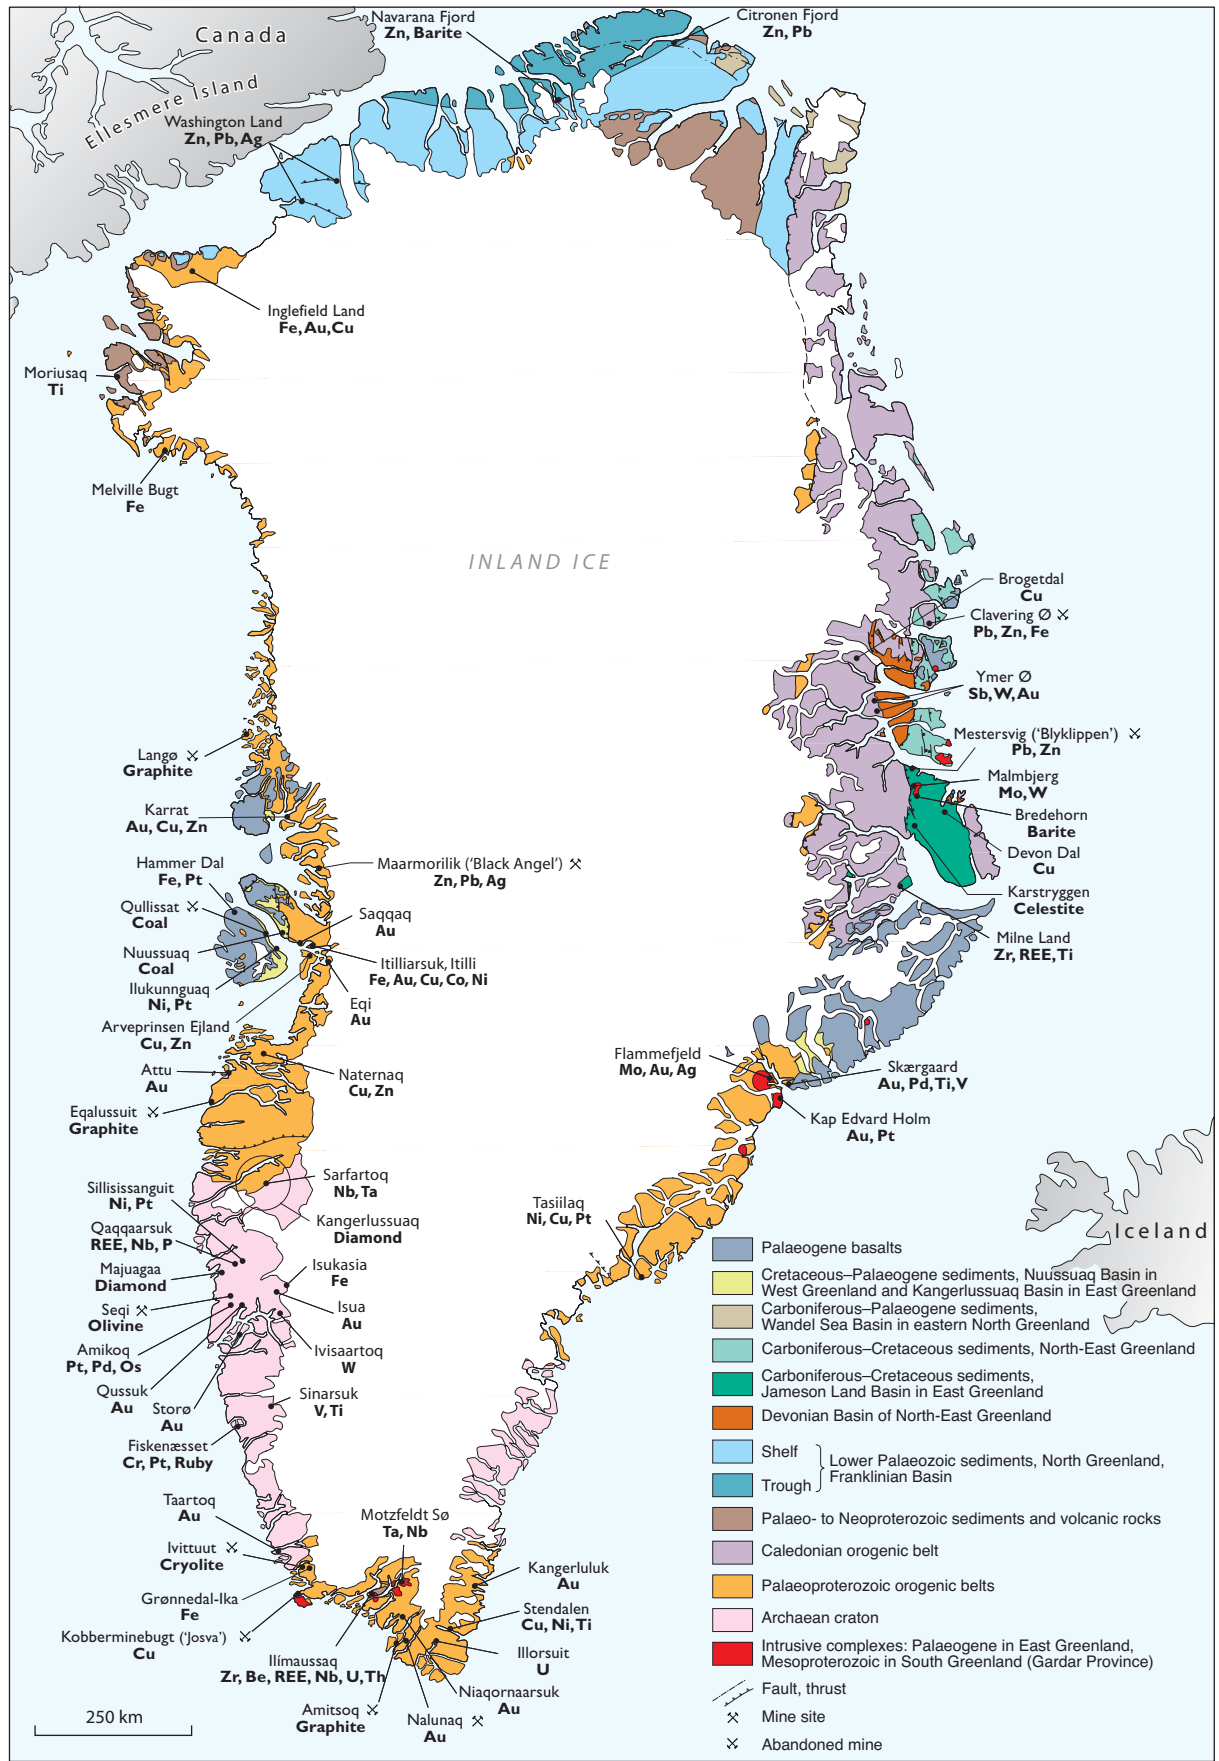 Canada
Ellesmere Island
Navarana Fjord
Zn, Barite
Citronen Fjord
Zn, Pb
Washington Land
Zn, Pb, Ag
Inglefield Land
Fe, Au, Cu
Moriusaq
Ti
Melville Bugt
Fe
INLAND ICE
Brogetdal
Cu
Clavering Ø
Pb, Zn, Fe
Ymer Ø
Sb, W, Au
Mestersvig (‘Blyklippen’)
Pb, Zn
Malmbjerg
Mo, W
Bredehorn
Barite
Devon Dal
Cu
Karstryggen
Celestite
Milne Land
Zr, REE, Ti
Langø
Graphite
Karrat
Au, Cu, Zn
Maarmorilik (‘Black Angel’)
Zn, Pb, Ag
Hammer Dal
Fe, Pt
Qullissat
Coal
Saqqaq
Au
Nuussuaq
Coal
Itilliarsuk, Itilli
Fe, Au, Cu, Co, Ni
Ilukunnguaq
Ni, Pt
Eqi
Au
Arveprinsen Ejland
Cu, Zn
Attu
Au
Naternaq
Cu, Zn
Eqalussuit
Graphite
Flammefjeld
Mo, Au, Ag
Skærgaard
Au, Pd, Ti, V
Kap Edvard Holm
Au, Pt
Sarfartoq
Nb, Ta
Sillisissanguit
Ni, Pt
Kangerlussuaq
Diamond
Qaqqaarsuk
REE, Nb, P
Tasiilaq
Ni, Cu, Pt
Iceland
Majuagaa
Diamond
Isukasia
Fe
Seqi
Olivine
Isua
Au
Amikoq
Pt, Pd, Os
Ivisaartoq
W
Qussuk
Au
Storø
Au
Sinarsuk
V, Ti
Fiskenæsset
Cr, Pt, Ruby
Taartoq
Au
Motzfeldt Sø
Ta, Nb
Ivittuut
Cryolite
Kangerluluk
Au
Grønnedal-Ika
Fe
Stendalen
Cu, Ni, Ti
Kobberminebugt (‘Josva’)
Cu
Illorsuit
U
Ilímaussaq
Zr, Be, REE, Nb, U, Th
Niaqornaarsuk
Au
Amitsoq
Graphite
Nalunaq
Au
250 km
Palaeogene basalts
Cretaceous–Palaeogene sediments, Nuussuaq Basin in
West Greenland and Kangerlussuaq Basin in East Greenland
Carboniferous–Palaeogene sediments,
Wandel Sea Basin in eastern North Greenland
Carboniferous–Cretaceous sediments, North-East Greenland
Carboniferous–Cretaceous sediments,
Jameson Land Basin in East Greenland
Devonian Basin of North-East Greenland
Shelf
Trough
Lower Palaeozoic sediments, North Greenland,
Franklinian Basin
Palaeo- to Neoproterozoic sediments and volcanic rocks
Caledonian orogenic belt
Palaeoproterozoic orogenic belts
Archaean craton
Intrusive complexes: Palaeogene in East Greenland,
Mesoproterozoic in South Greenland (Gardar Province)
Fault, thrust
Mine site
Abandoned mine